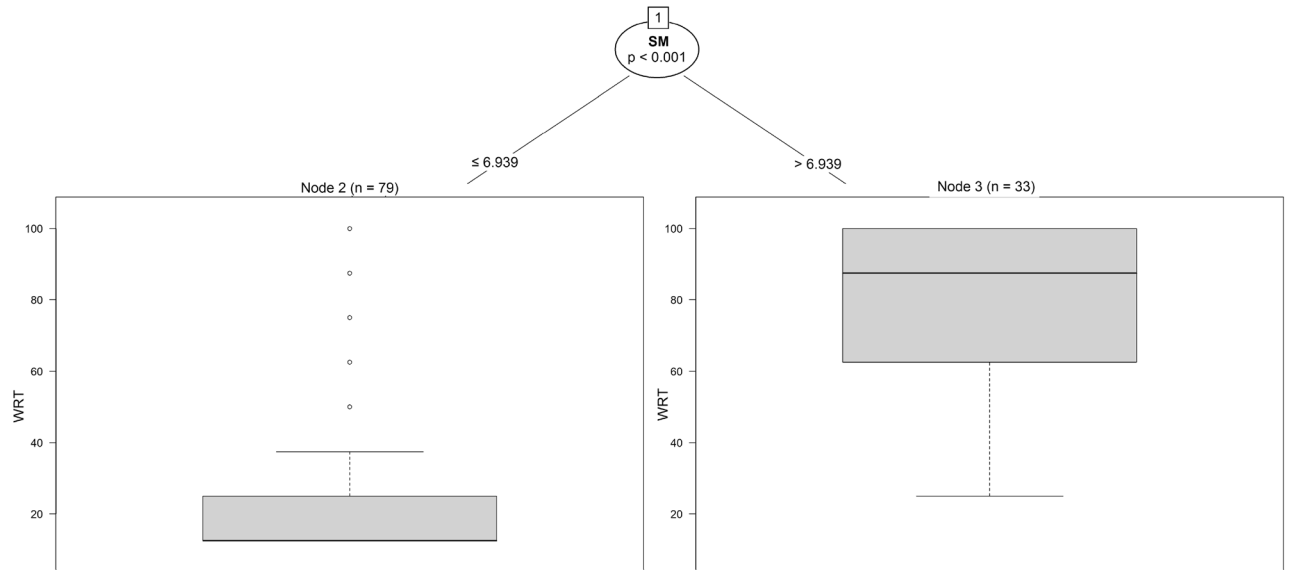 1
SM
p < 0.001
≤ 6.939
> 6.939
Node 2 (n = 79)
100
80
60
40
20
WRT
Node 3 (n = 33)
100
80
60
40
20
WRT